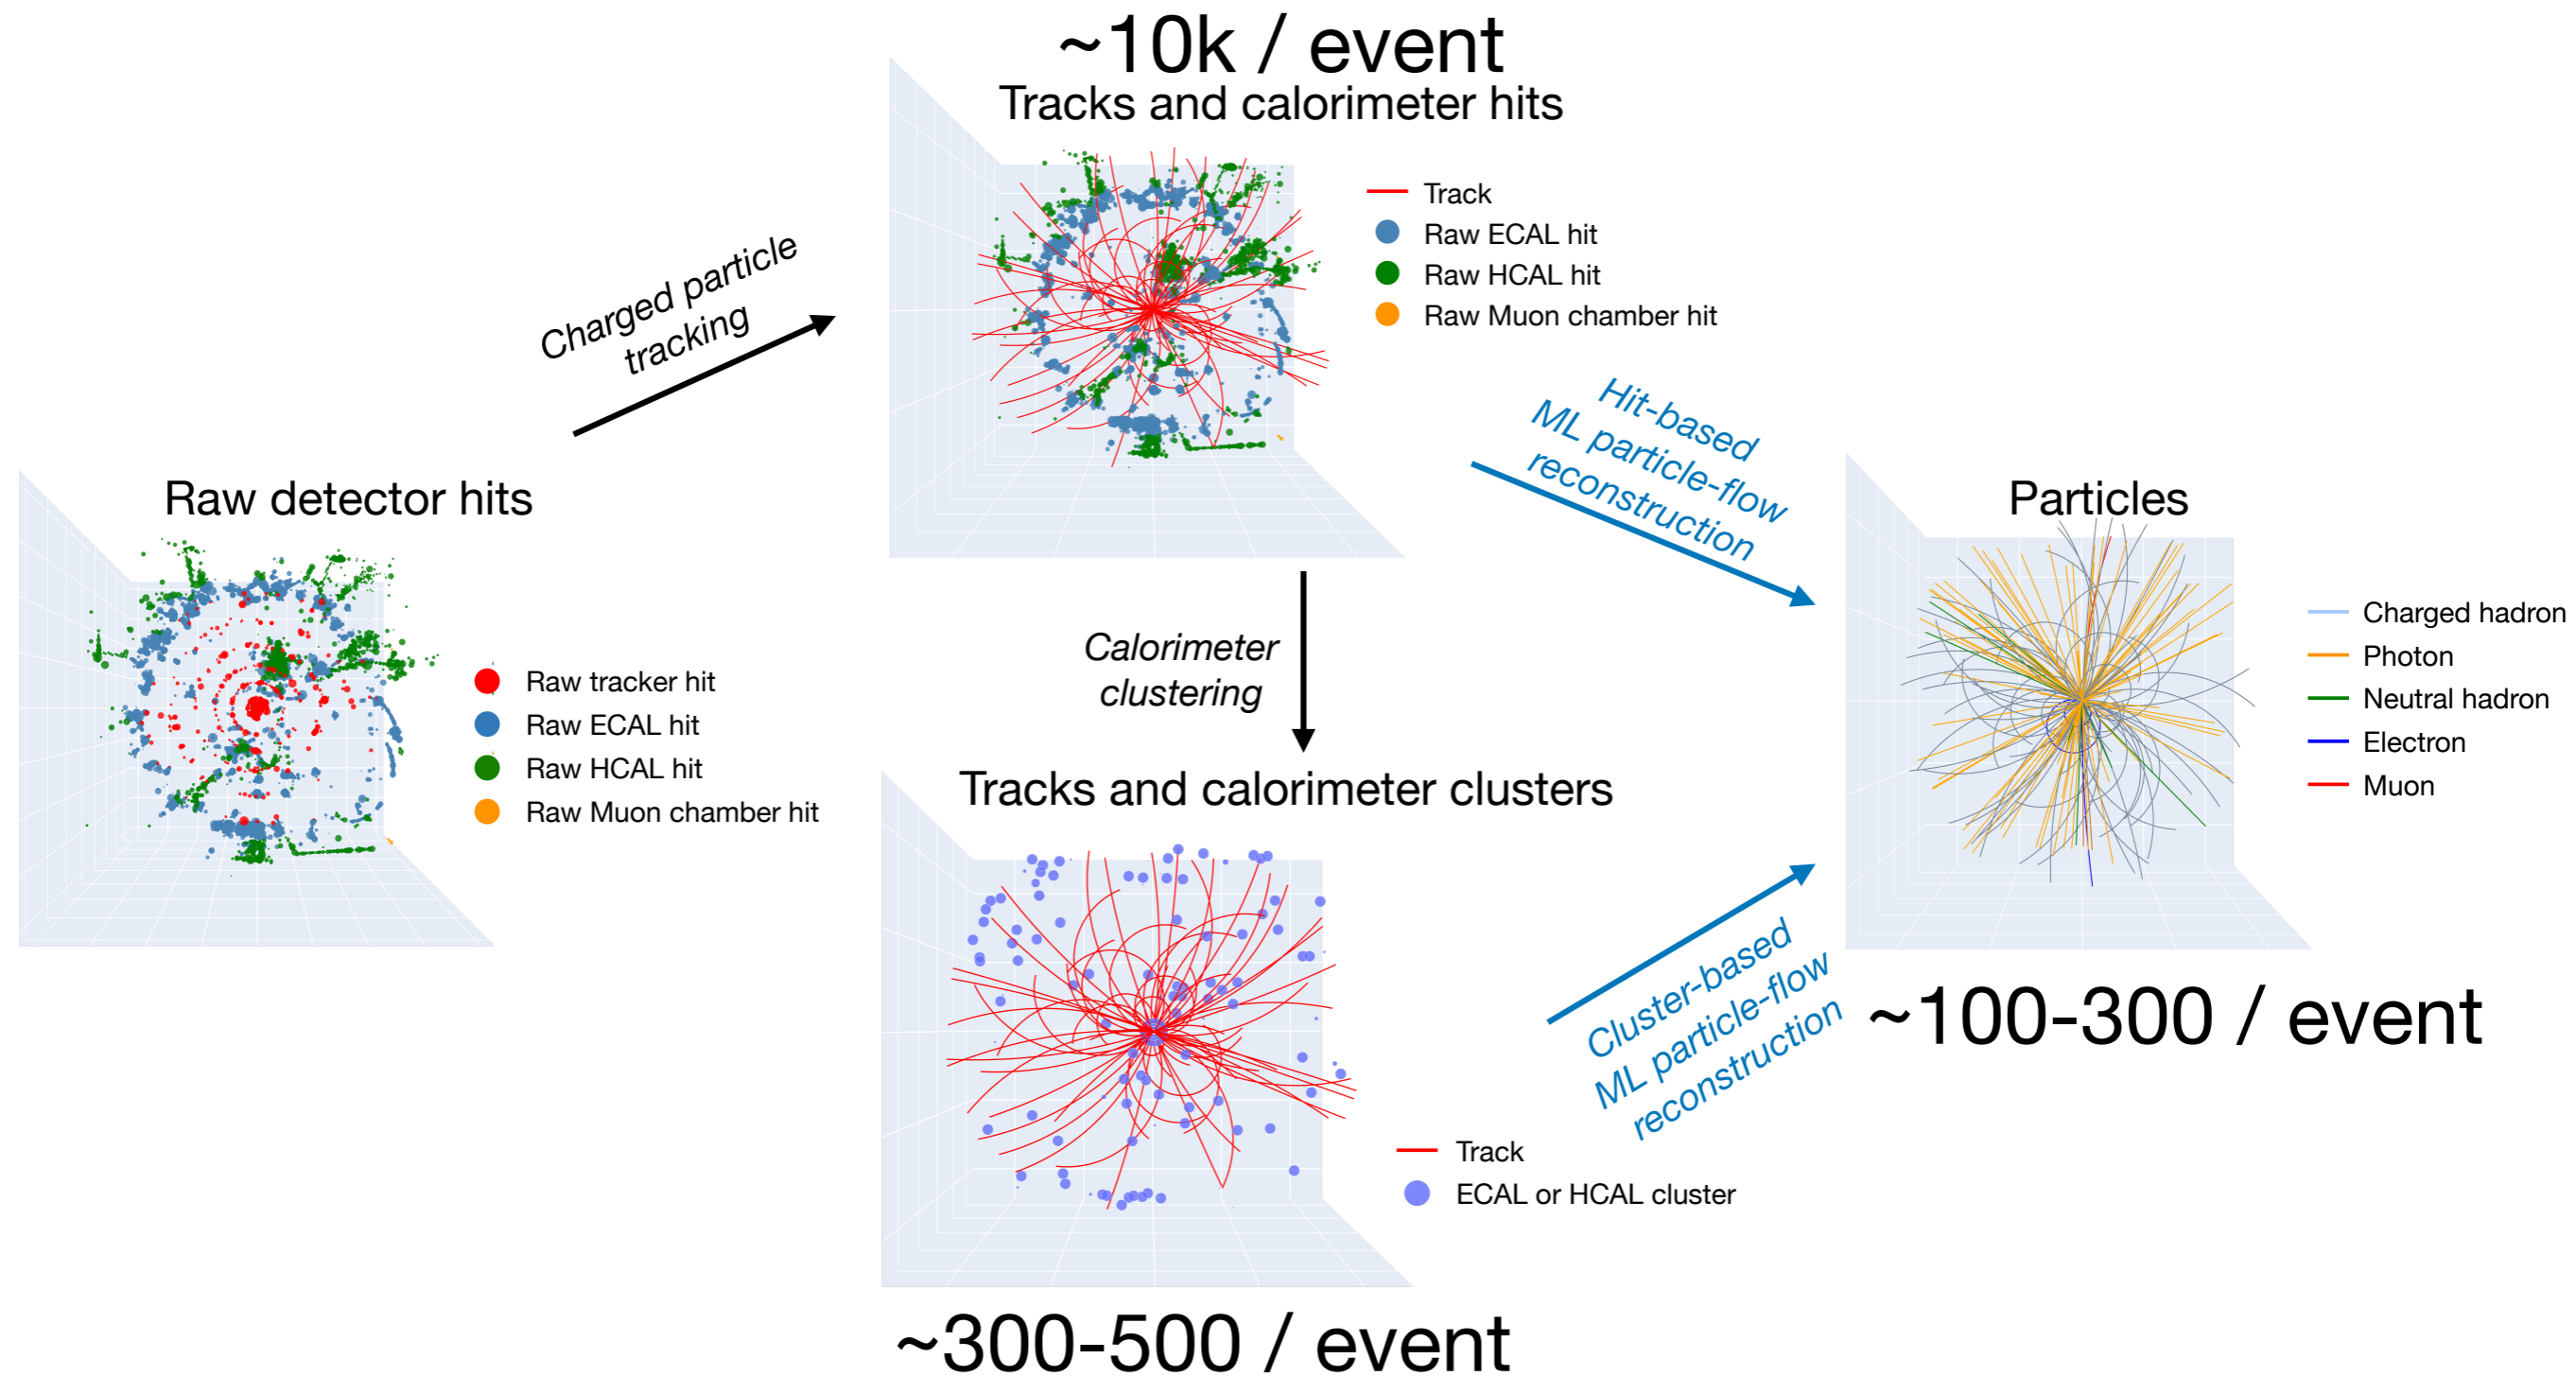 ~10k / event
Tracks and calorimeter hits
Track
Raw ECAL hit
Raw HCAL hit
Raw Muon chamber hit
Charged particle
tracking
Hit-based
ML particle-flow
reconstruction
Raw detector hits
Raw tracker hit
Raw ECAL hit
Raw HCAL hit
Raw Muon chamber hit
Calorimeter
clustering
Particles
Charged hadron
Photon
Neutral hadron
Electron
Muon
~100-300 / event
Tracks and calorimeter clusters
Cluster-based
ML particle-flow
reconstruction
Track
ECAL or HCAL cluster
~300-500 / event